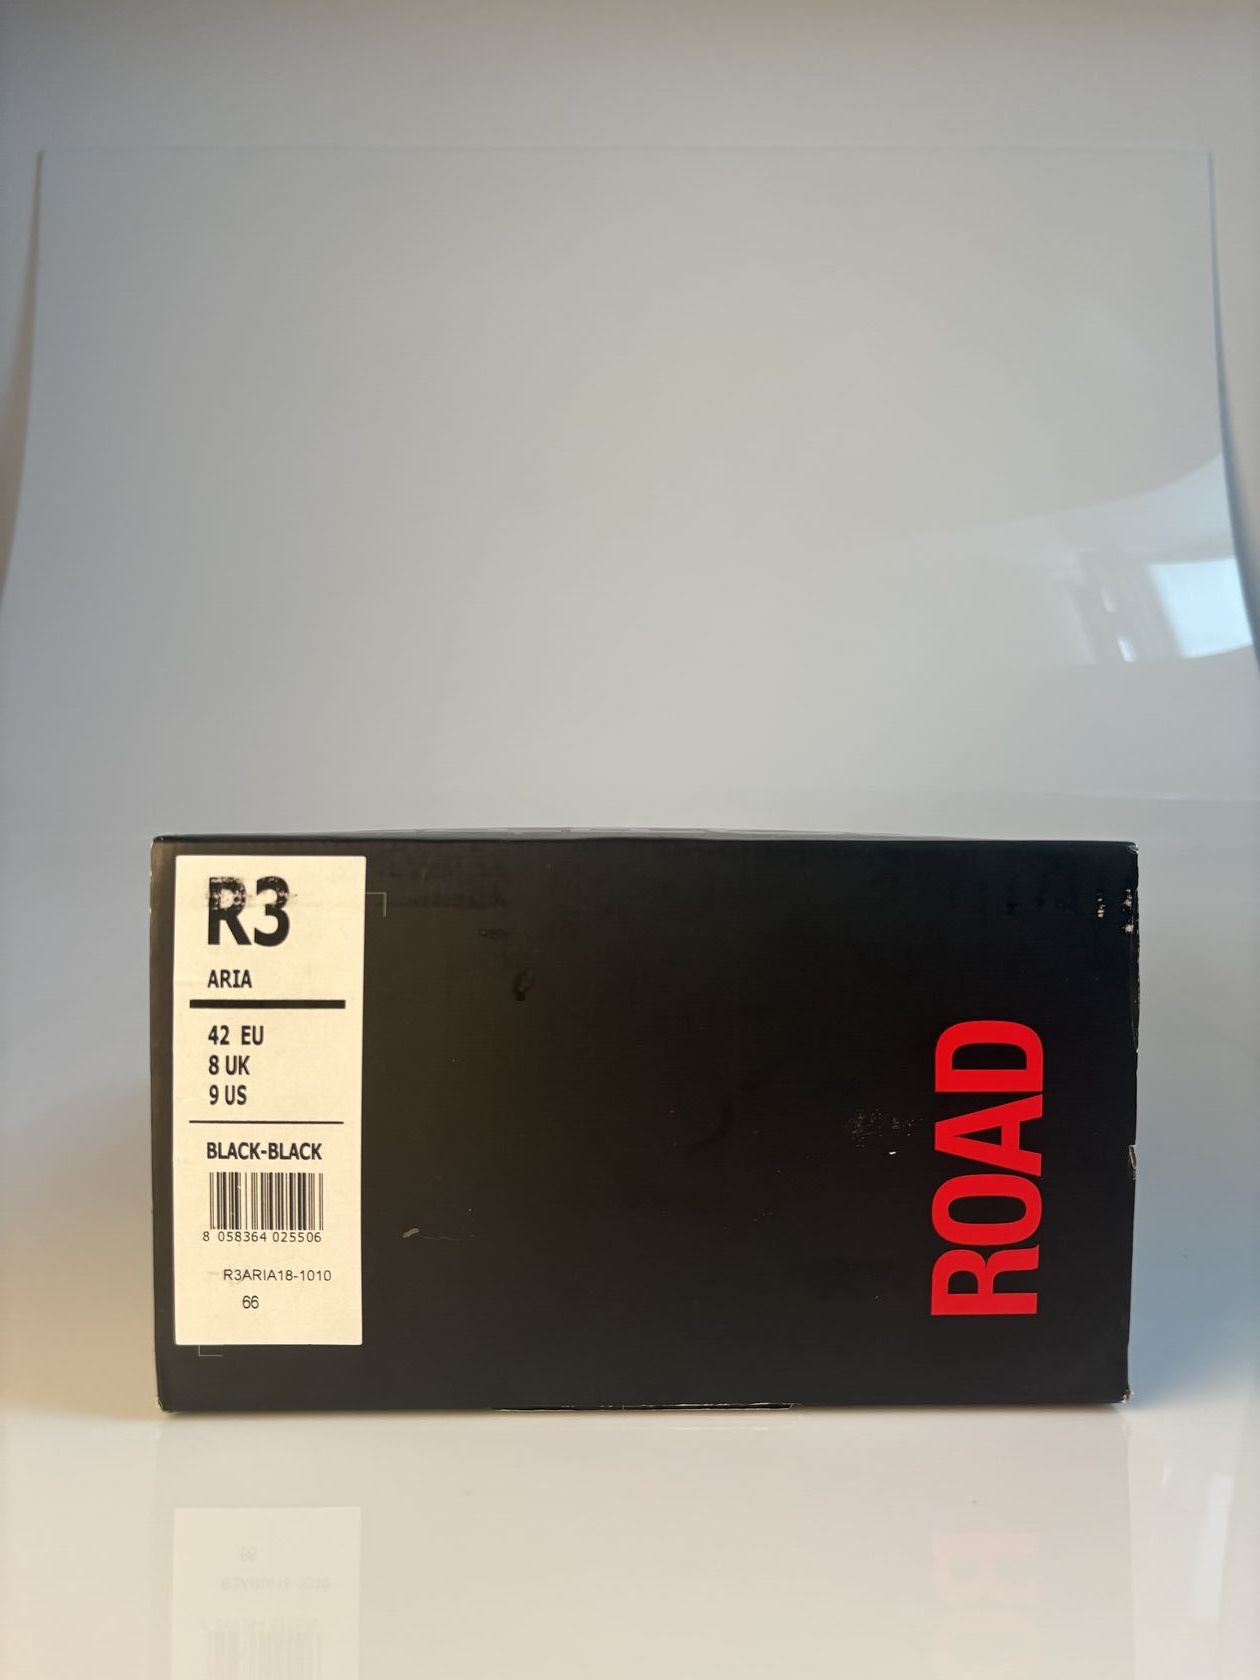 R3
ARIA
42 EU
8 UK
9 US
BLACK-BLACK
8 058364 025506
R3ARIA18-1010
66
ROAD